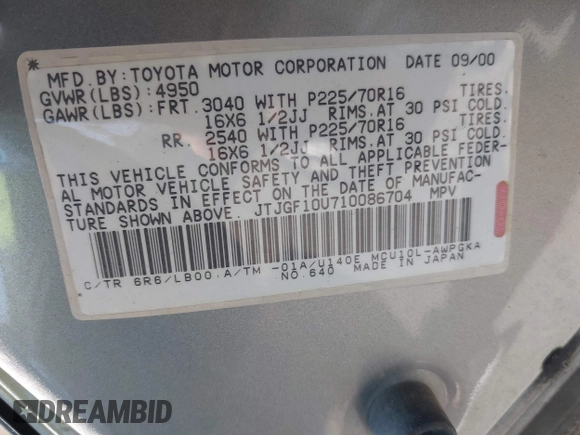 MFD.BY:TOYOTA MOTOR CORPORATION DATE 09/00
GVWR(LBS):4950
GAWR(LBS):FRT. 3040 WITH P225/70R16 TIRES.
16X6 1/2JJ RIMS.AT 30 PSI COLD.
RR. 2540 WITH P225/70R16 TIRES.
16X6 1/2JJ RIMS.AT 30 PSI COLD.
THIS VEHICLE CONFORMS TO ALL APPLICABLE FEDER-
AL MOTOR VEHICLE SAFETY AND THEFT PREVENTION
STANDARDS IN EFFECT ON THE DATE OF MANUFAC-
TURE SHOWN ABOVE. JTJGF10U710086704 MPV
C/TR 6R6/LB00.A/TM -01A/U140E MCU10L-AWPGKA
NO.640 MADE IN JAPAN
DREAMBID